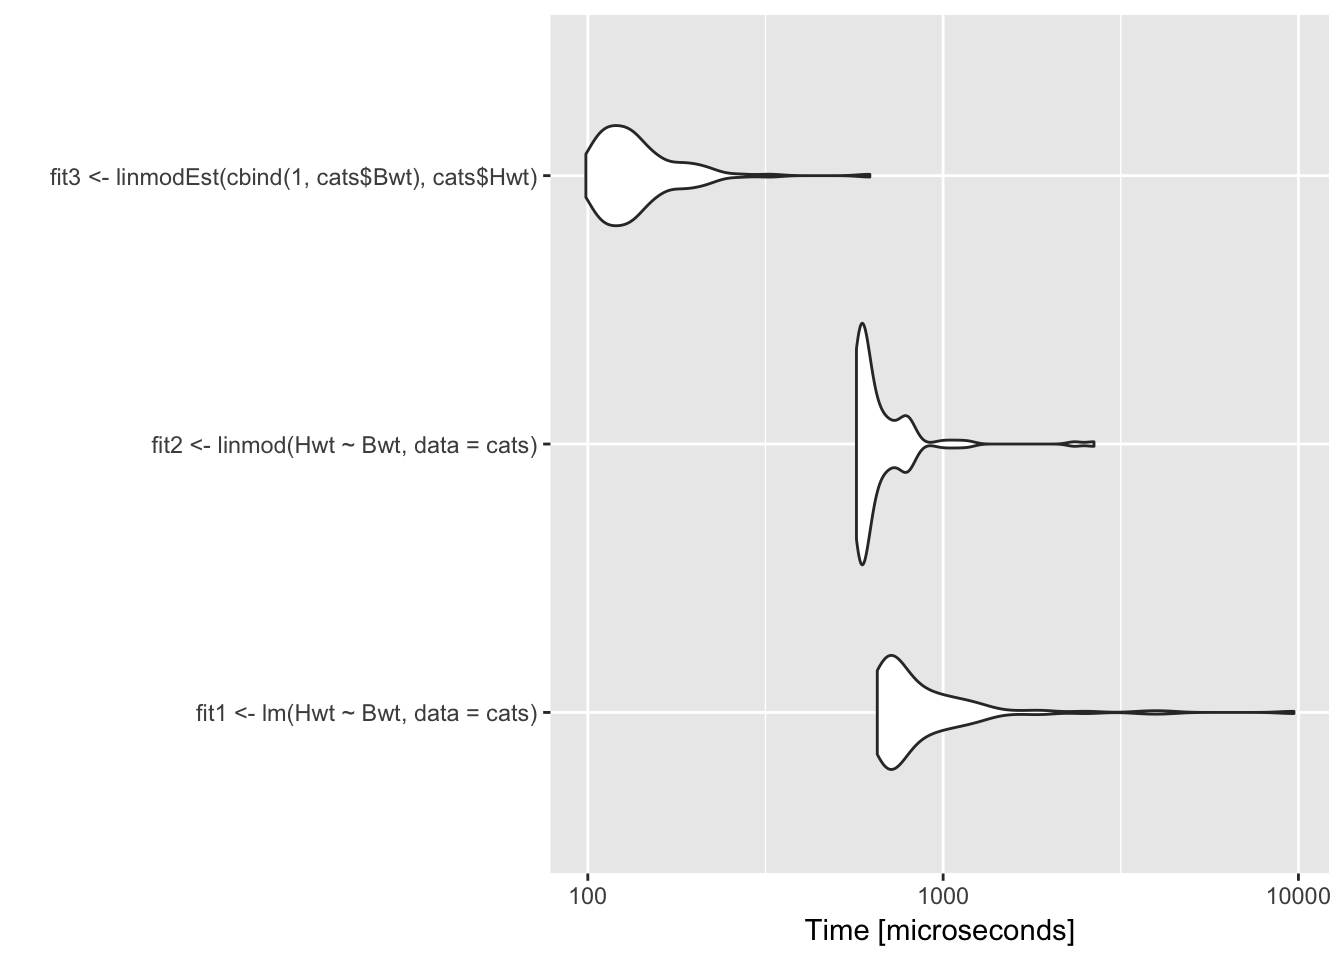 fit3 <- linmodEst(cbind(1, cats$Bwt), cats$Hwt)
fit2 <- linmod(Hwt ~ Bwt, data = cats)
fit1 <- lm(Hwt ~ Bwt, data = cats)
100 1000 10000
Time [microseconds]